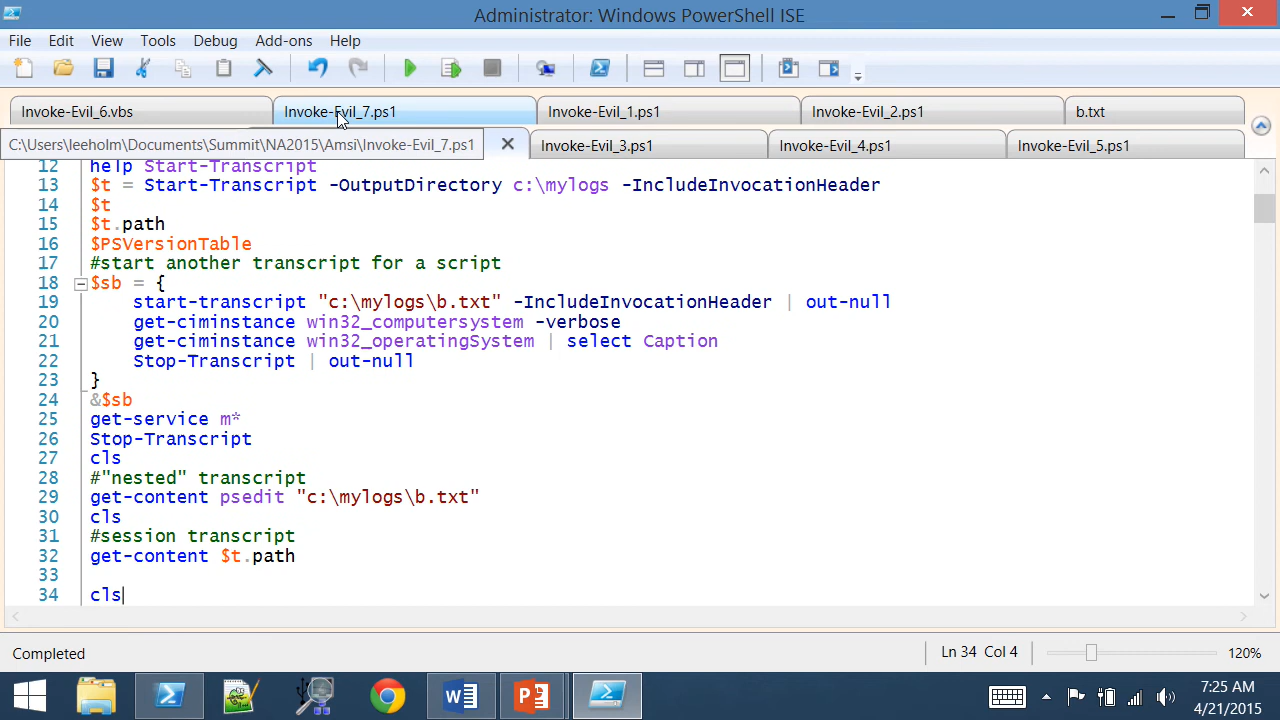 Administrator: Windows PowerShell ISE
File Edit View Tools Debug Add-ons Help
Invoke-Evil_6.vbs Invoke-Evil_7.ps1 Invoke-Evil_1.ps1 Invoke-Evil_2.ps1 b.txt
C:\Users\leeholm\Documents\Summit\NA2015\Amsi\Invoke-Evil_7.ps1 Invoke-Evil_3.ps1 Invoke-Evil_4.ps1 Invoke-Evil_5.ps1
12 help Start-Transcript
13 $t = Start-Transcript -OutputDirectory c:\mylogs -IncludeInvocationHeader
14 $t
15 $t.path
16 $PSVersionTable
17 #start another transcript for a script
18 $sb = {
19 start-transcript "c:\mylogs\b.txt" -IncludeInvocationHeader | out-null
20 get-ciminstance win32_computersystem -verbose
21 get-ciminstance win32_operatingSystem | select Caption
22 Stop-Transcript | out-null
23 }
24 &$sb
25 get-service m*
26 Stop-Transcript
27 cls
28 #"nested" transcript
29 get-content psedit "c:\mylogs\b.txt"
30 cls
31 #session transcript
32 get-content $t.path
33
34 cls
Completed Ln 34 Col 4 120%
7:25 AM
4/21/2015